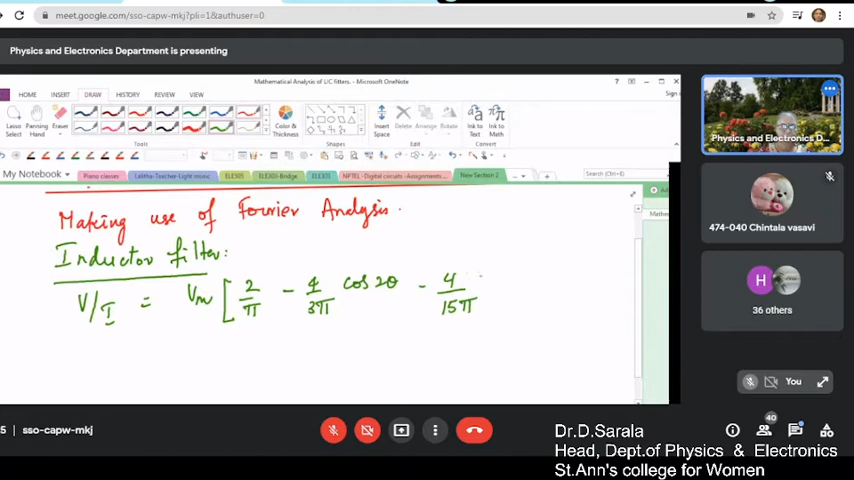 meet.google.com/sso-capw-mkj?pli=1&authuser=0
Physics and Electronics Department is presenting
Mathematical Analysis of L/C filters. - Microsoft OneNote
HOME INSERT DRAW HISTORY REVIEW VIEW
Sign
Lasso Select
Panning Hand
Eraser
Color & Thickness
Insert Space
Delete
Arrange
Ink to Text
Ink to Math
Convert
Tools
Shapes
My Notebook
Piano classes
Lalitha-Teacher-Light music
ELE305
ELE301-Bridge
ELE301
NPTEL - Digital circuits -Assignments...
New Section 2
Search (Ctrl+E)
Making use of Fourier Analysis.
Inductor filter:
V/I = Vm [ 2/π - 4/3π cos 2θ - 4/15π
Physics and Electronics D...
474-040 Chintala vasavi
H
36 others
You
5 | sso-capw-mkj
40
Dr.D.Sarala
Head, Dept.of Physics & Electronics
St.Ann's college for Women